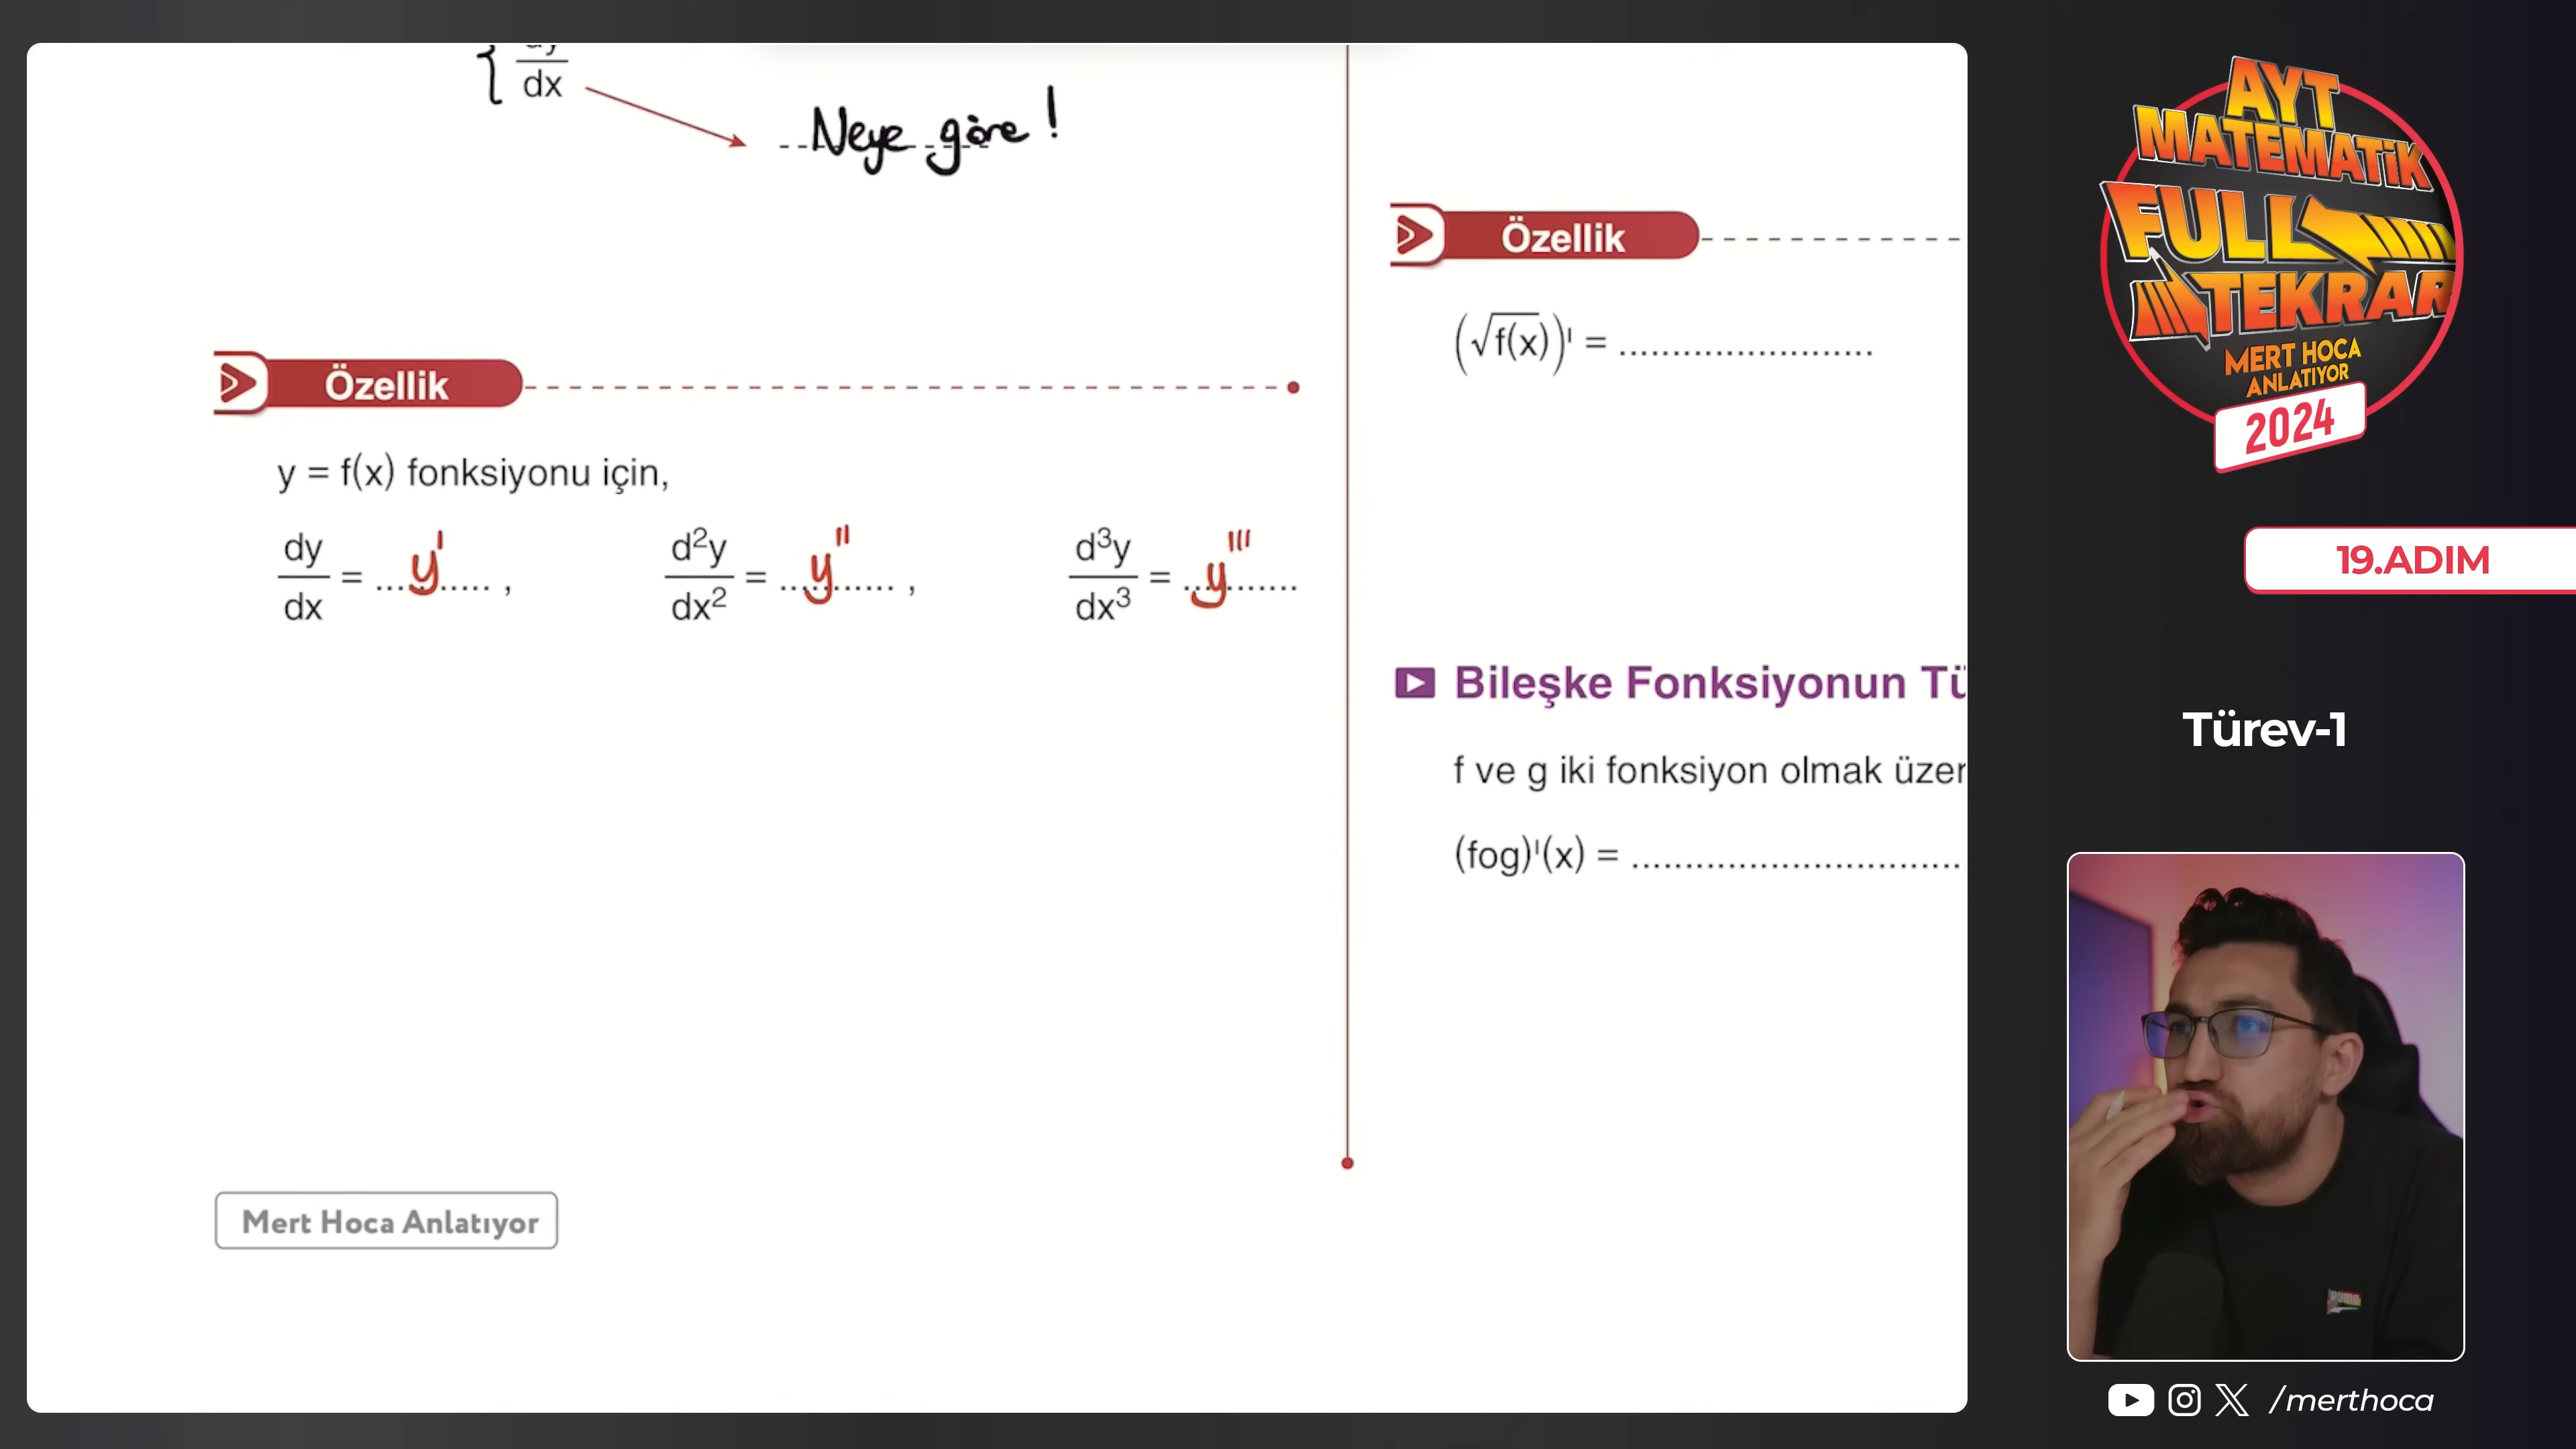 dx
Neye göre !
Özellik
y = f(x) fonksiyonu için,
dy/dx = ...y'..... , d²y/dx² = ...y''...... , d³y/dx³ = ..y'''.......
Mert Hoca Anlatıyor
Özellik
(√f(x))' = ........................
Bileşke Fonksiyonun Tü
f ve g iki fonksiyon olmak üzer
(fog)'(x) = ...............................
AYT
MATEMATİK
FULL
TEKRAR
MERT HOCA
ANLATIYOR
2024
19.ADIM
Türev-1
/merthoca